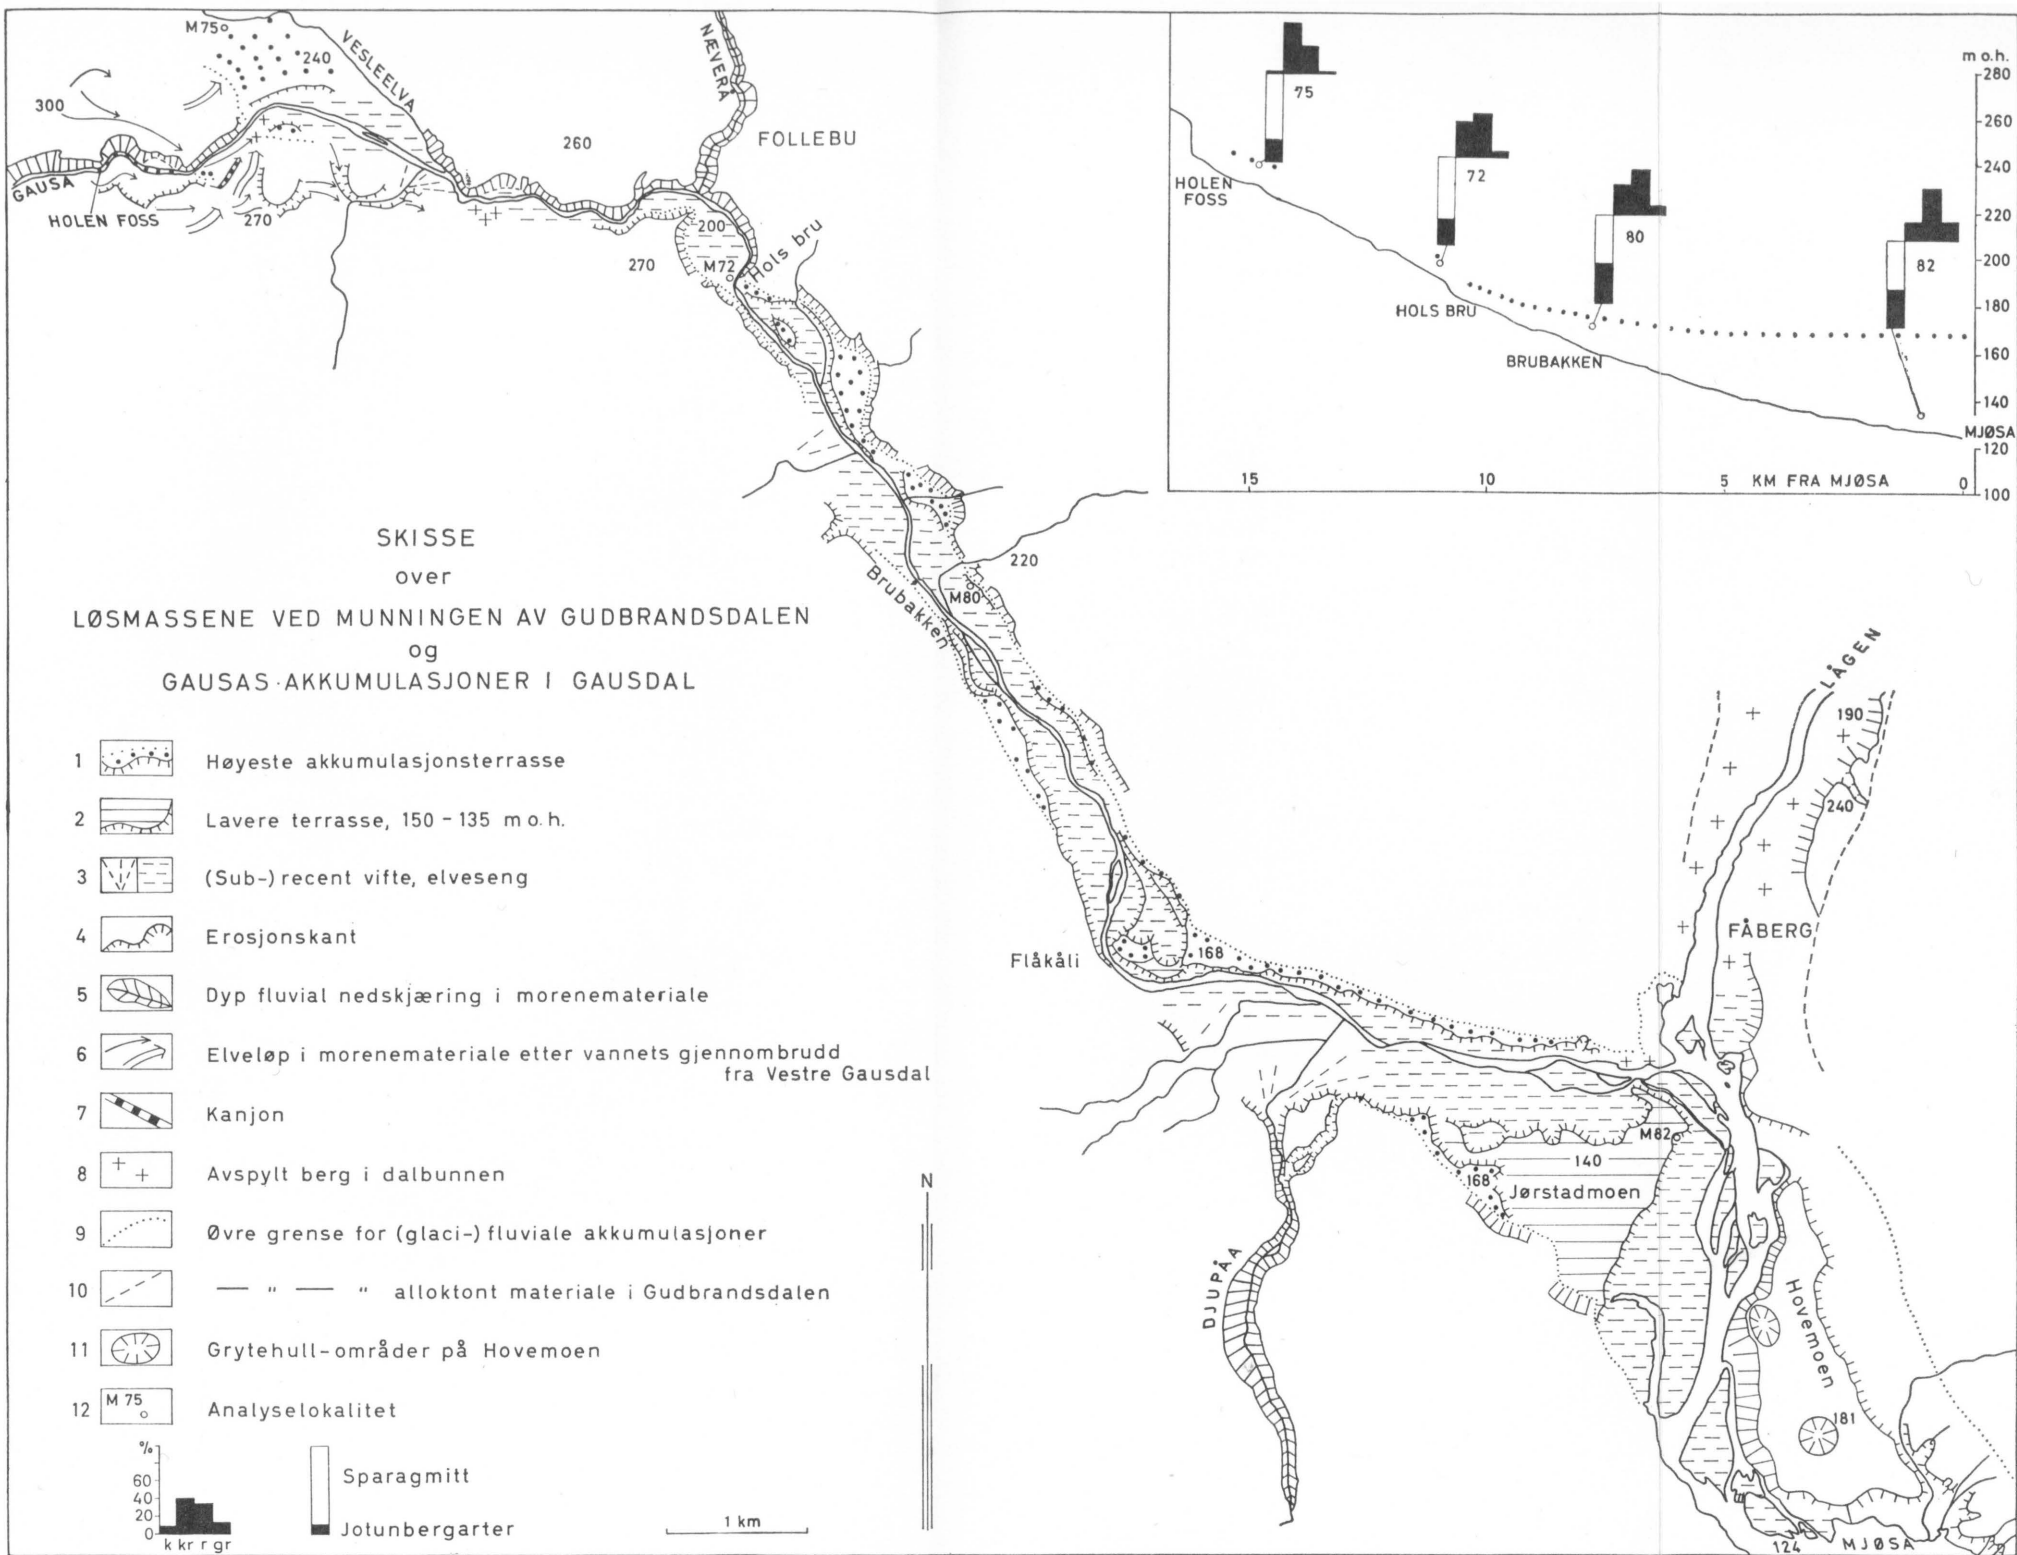 M75
240
VESLEELVA
NÆVERA
300
260
FOLLEBU
GAUSA
HOLEN FOSS
270
200
270
M72
Hols bru
220
Brubakken
M80
LÅGEN
190
240
FÅBERG
Flåkåli
168
M82
140
168
Jørstadmoen
DJUPÅA
Hovemoen
181
124
MJØSA
m o.h.
280
260
240
220
200
180
160
140
MJØSA
120
100
75
72
80
82
HOLEN
FOSS
HOLS BRU
BRUBAKKEN
15
10
5
KM FRA MJØSA
0
SKISSE
over
LØSMASSENE VED MUNNINGEN AV GUDBRANDSDALEN
og
GAUSAS AKKUMULASJONER I GAUSDAL
1 Høyeste akkumulasjonsterrasse
2 Lavere terrasse, 150 - 135 m o.h.
3 (Sub-) recent vifte, elveseng
4 Erosjonskant
5 Dyp fluvial nedskjæring i morenemateriale
6 Elveløp i morenemateriale etter vannets gjennombrudd
fra Vestre Gausdal
7 Kanjon
8 Avspylt berg i dalbunnen
9 Øvre grense for (glaci-) fluviale akkumulasjoner
10 — " — " alloktont materiale i Gudbrandsdalen
11 Grytehull-områder på Hovemoen
12 M 75 Analyselokalitet
N
%
60
40
20
0
k kr r gr
Sparagmitt
Jotunbergarter
1 km